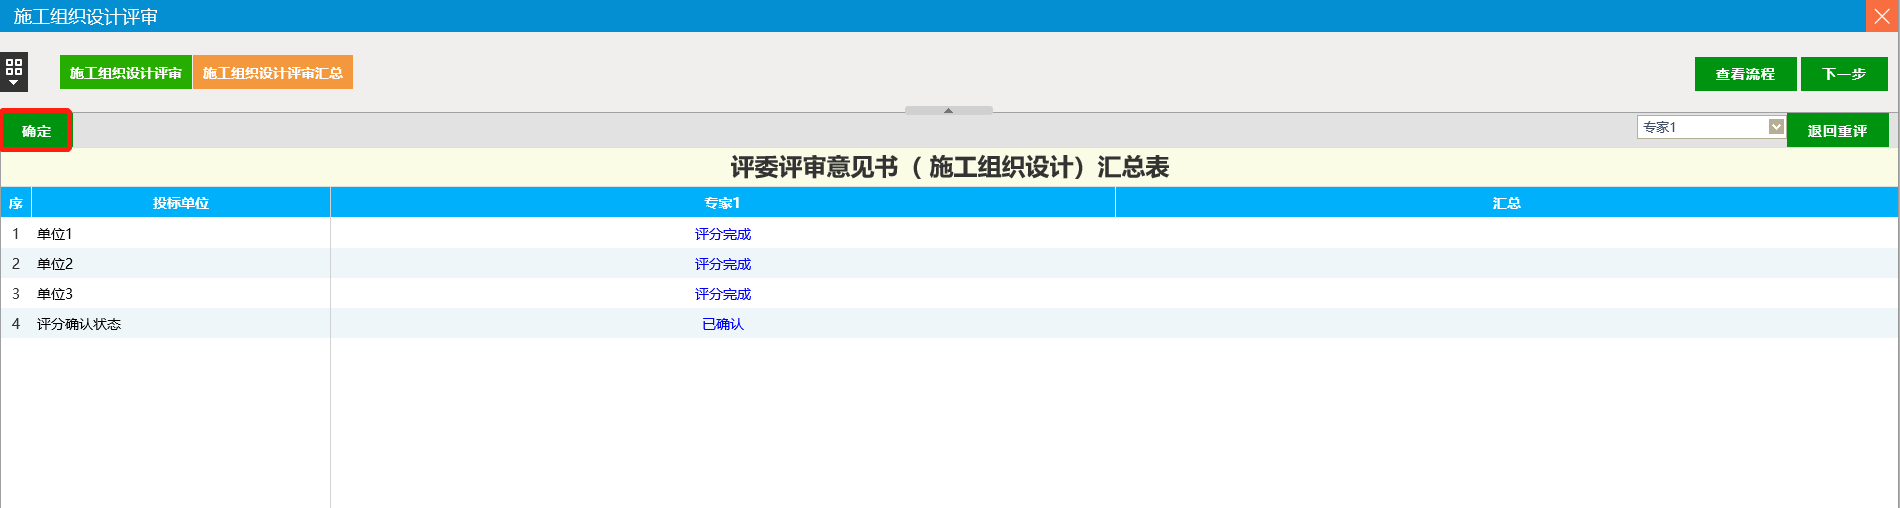 施工组织设计评审
施工组织设计评审 施工组织设计评审汇总 查看流程 下一步
确定 专家1 退回重评
评委评审意见书（ 施工组织设计）汇总表
序 投标单位 专家1 汇总
1 单位1 评分完成
2 单位2 评分完成
3 单位3 评分完成
4 评分确认状态 已确认